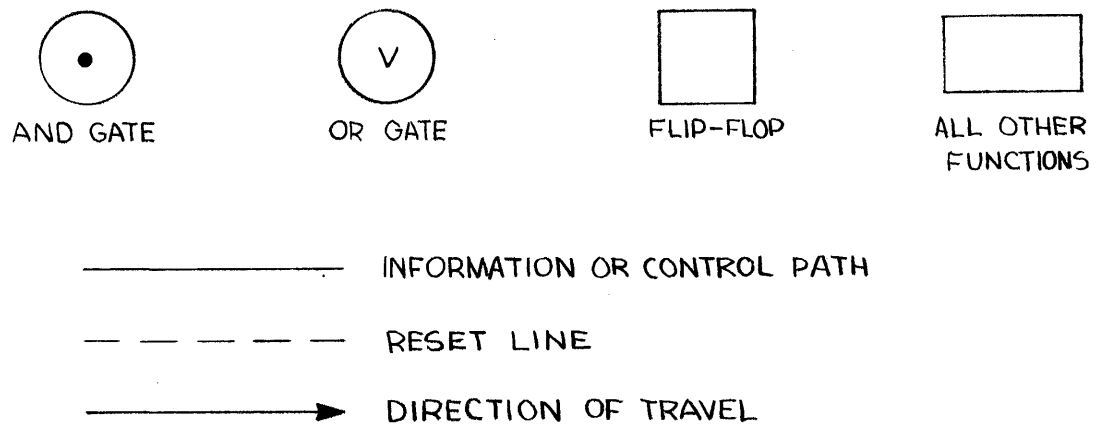 V
AND GATE
OR GATE
FLIP-FLOP
ALL OTHER
FUNCTIONS
INFORMATION OR CONTROL PATH
RESET LINE
DIRECTION OF TRAVEL